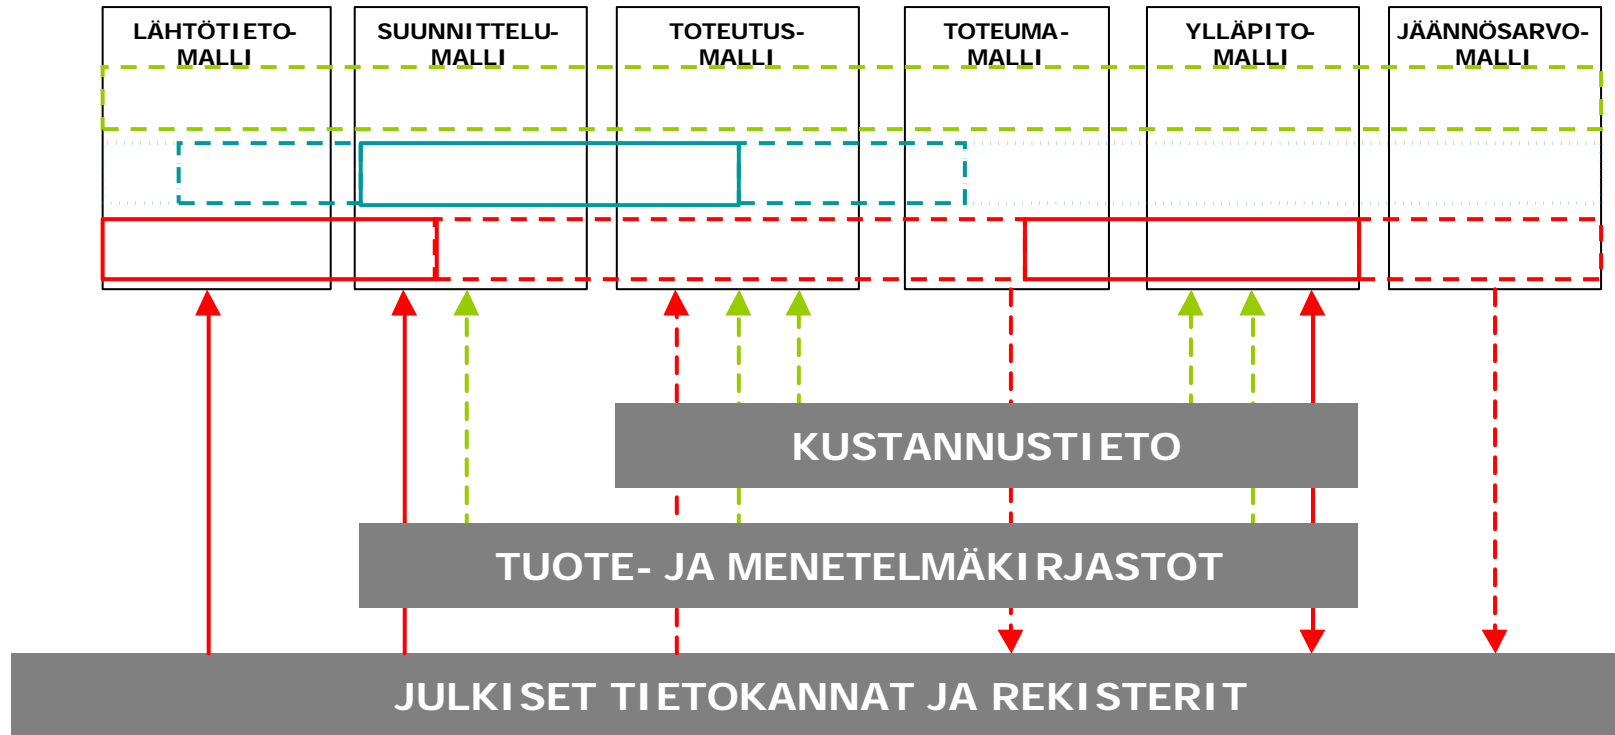 LÄHTÖTIETO-
MALLI
SUUNNITTELU-
MALLI
TOTEUTUS-
MALLI
TOTEUMA-
MALLI
YLLÄPITO-
MALLI
JÄÄNNÖSARVO-
MALLI
KUSTANNUSTIETO
TUOTE- JA MENETELMÄKIRJASTOT
JULKISET TIETOKANNAT JA REKISTERIT